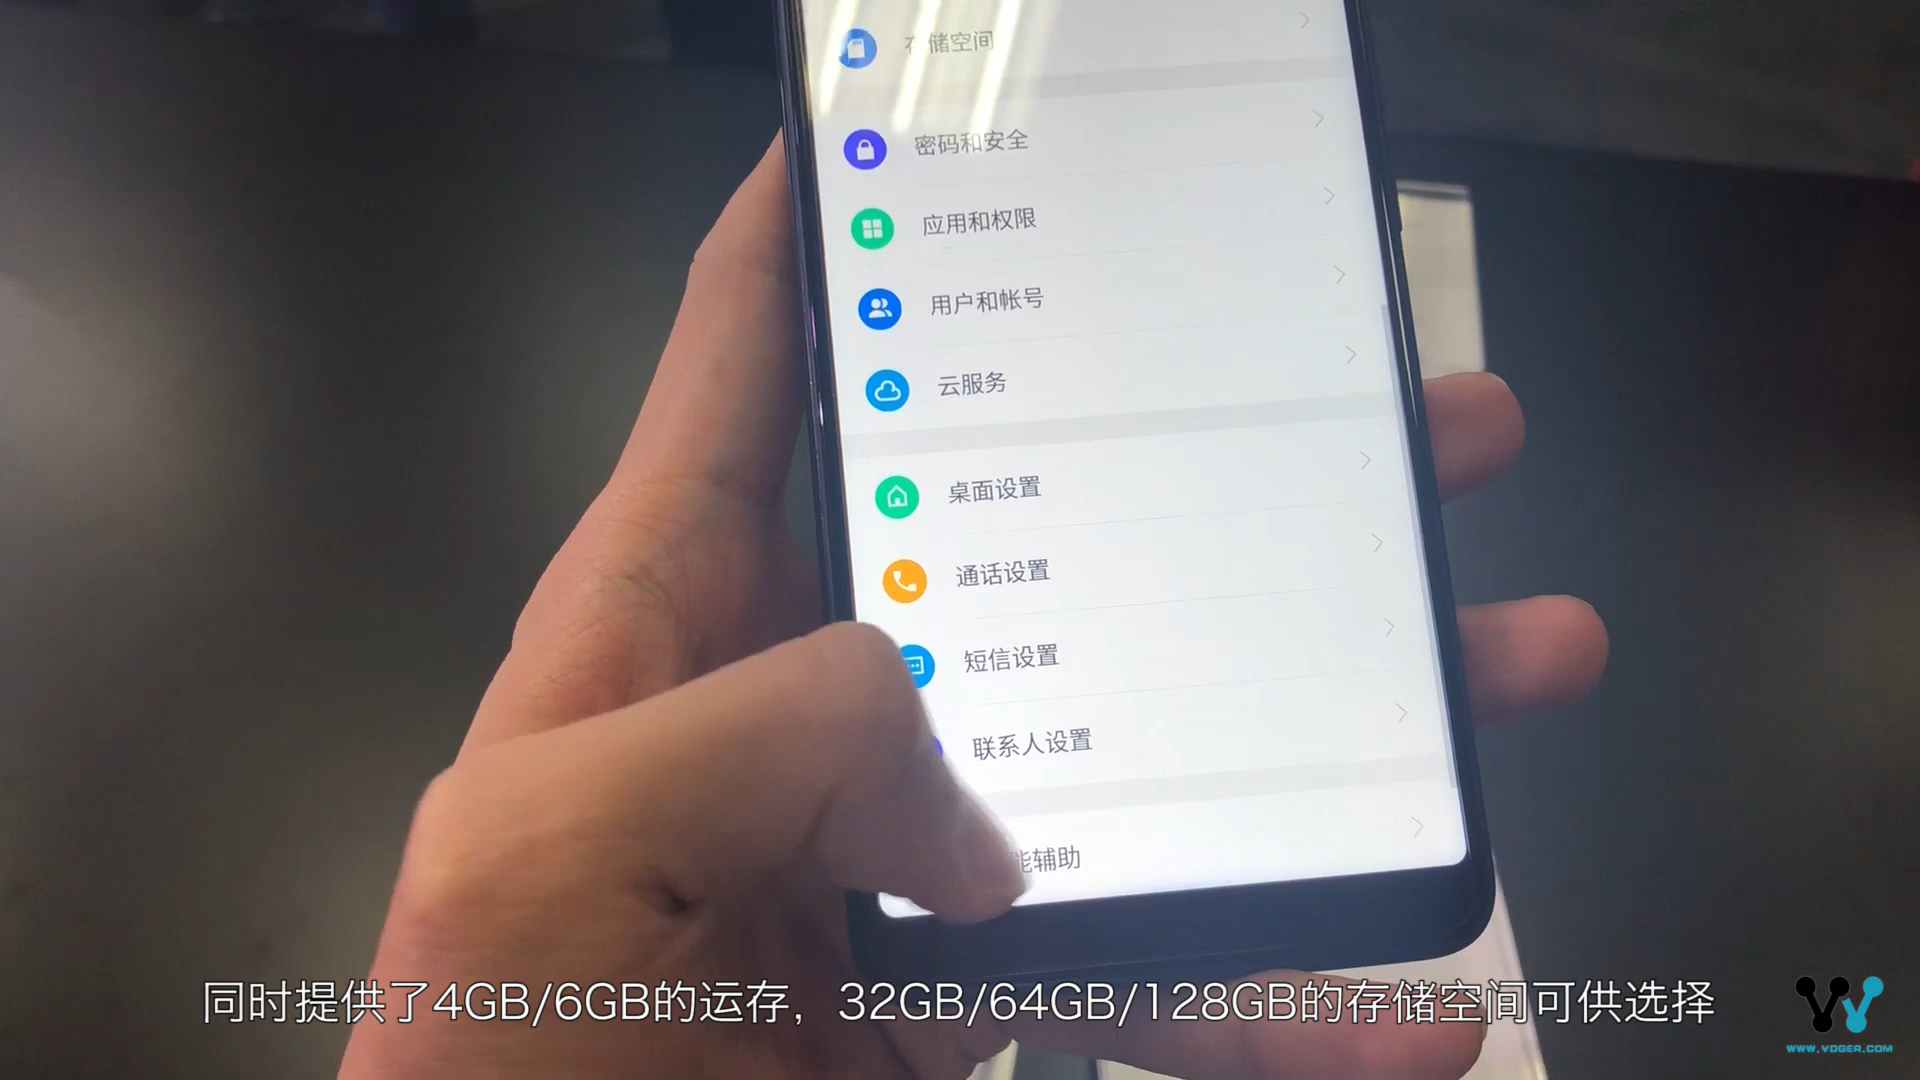 存储空间
密码和安全
应用和权限
用户和帐号
云服务
桌面设置
通话设置
短信设置
联系人设置
能辅助
同时提供了4GB/6GB的运存，32GB/64GB/128GB的存储空间可供选择
WWW.VOGER.COM